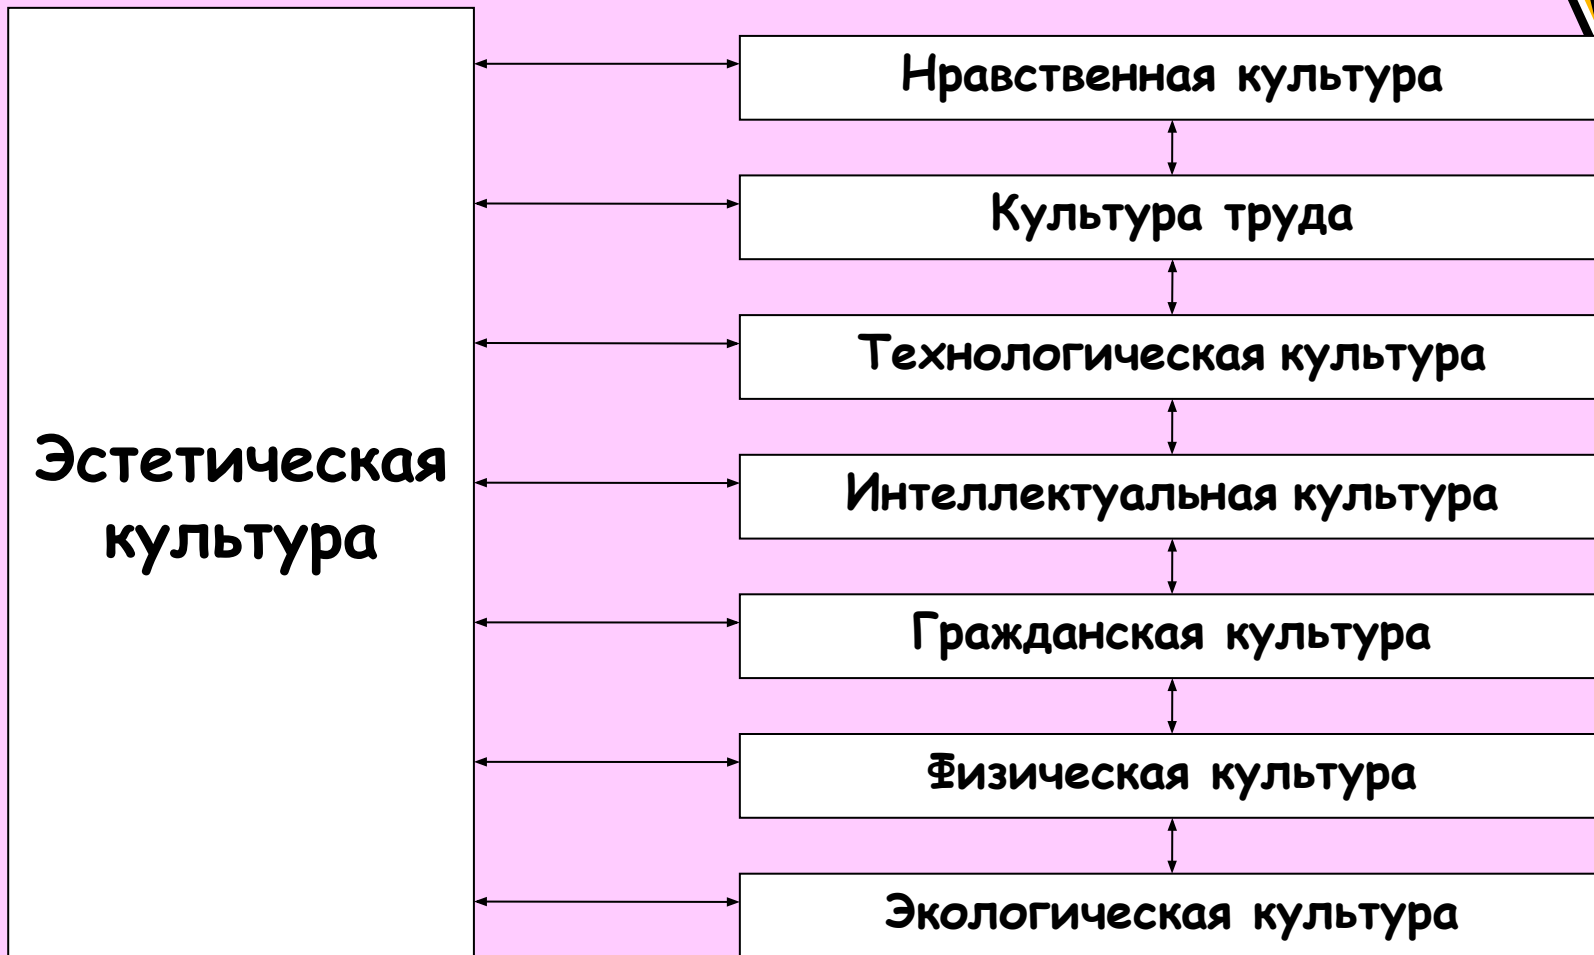 Нравственная культура
Культура труда
Технологическая культура
Эстетическая
культура
Интеллектуальная культура
Гражданская культура
Физическая культура
Экологическая культура